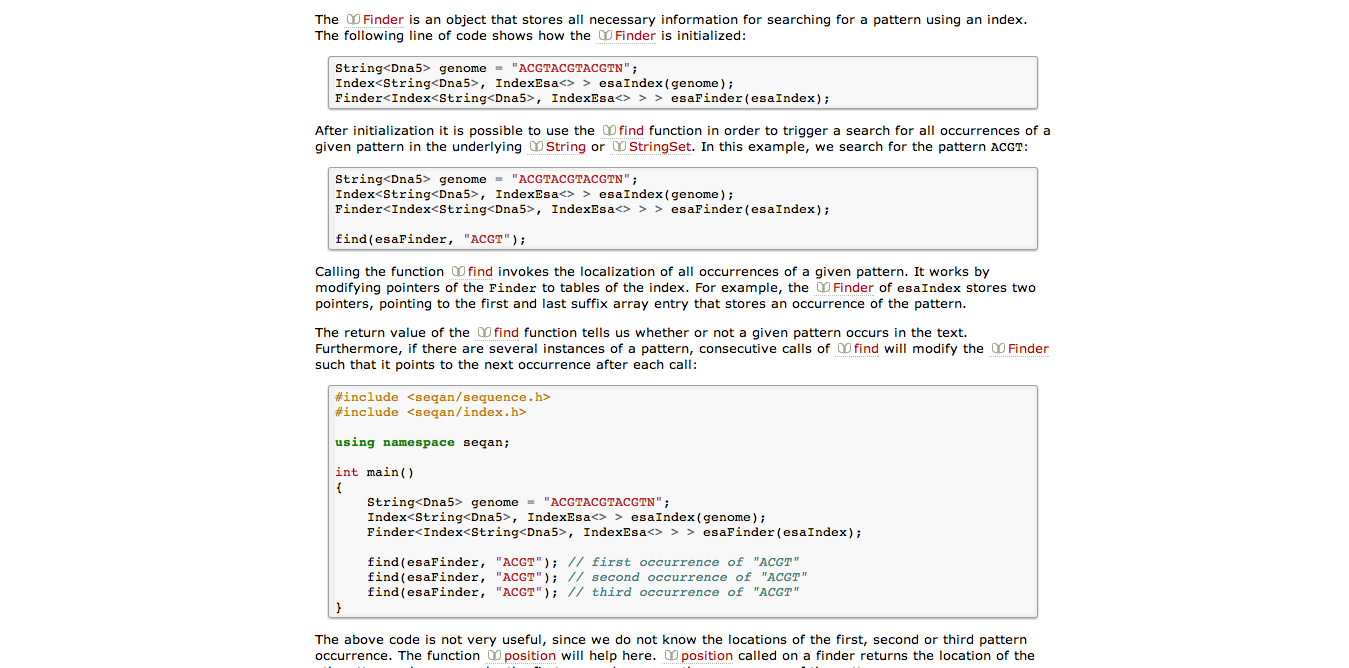 The Finder is an object that stores all necessary information for searching for a pattern using an index.
The following line of code shows how the Finder is initialized:
String<Dna5> genome = "ACGTACGTACGTN";
Index<String<Dna5>, IndexEsa<> > esaIndex(genome);
Finder<Index<String<Dna5>, IndexEsa<> > > esaFinder(esaIndex);
After initialization it is possible to use the find function in order to trigger a search for all occurrences of a
given pattern in the underlying String or StringSet. In this example, we search for the pattern ACGT:
String<Dna5> genome = "ACGTACGTACGTN";
Index<String<Dna5>, IndexEsa<> > esaIndex(genome);
Finder<Index<String<Dna5>, IndexEsa<> > > esaFinder(esaIndex);
find(esaFinder, "ACGT");
Calling the function find invokes the localization of all occurrences of a given pattern. It works by
modifying pointers of the Finder to tables of the index. For example, the Finder of esaIndex stores two
pointers, pointing to the first and last suffix array entry that stores an occurrence of the pattern.
The return value of the find function tells us whether or not a given pattern occurs in the text.
Furthermore, if there are several instances of a pattern, consecutive calls of find will modify the Finder
such that it points to the next occurrence after each call:
#include <seqan/sequence.h>
#include <seqan/index.h>
using namespace seqan;
int main()
{
    String<Dna5> genome = "ACGTACGTACGTN";
    Index<String<Dna5>, IndexEsa<> > esaIndex(genome);
    Finder<Index<String<Dna5>, IndexEsa<> > > esaFinder(esaIndex);
    find(esaFinder, "ACGT"); // first occurrence of "ACGT"
    find(esaFinder, "ACGT"); // second occurrence of "ACGT"
    find(esaFinder, "ACGT"); // third occurrence of "ACGT"
}
The above code is not very useful, since we do not know the locations of the first, second or third pattern
occurrence. The function position will help here. position called on a finder returns the location of the